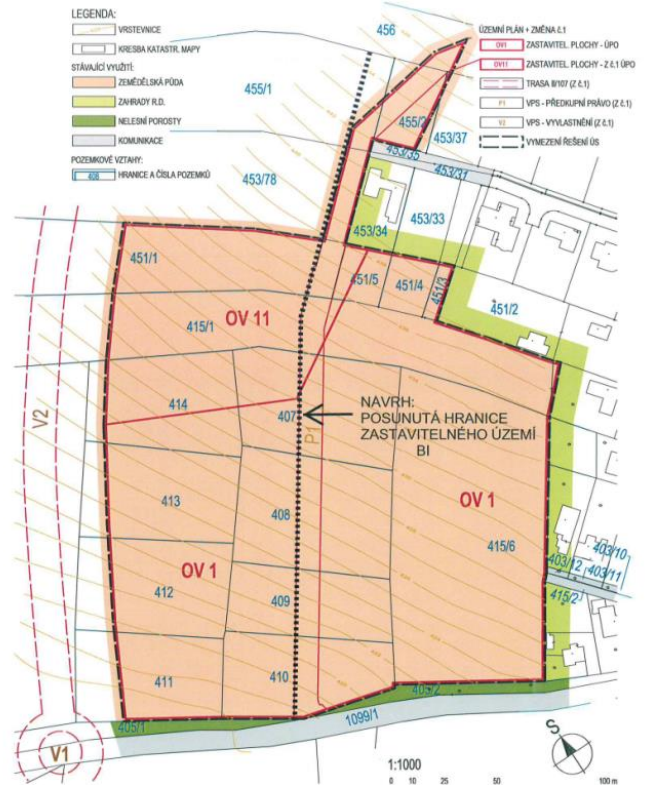 LEGENDA:
VRSTEVNICE
KRESBA KATASTR. MAPY
STÁVAJÍCÍ VYUŽITÍ:
ZEMĚDĚLSKÁ PŮDA
ZAHRADY R.D.
NELESNÍ POROSTY
KOMUNIKACE
POZEMKOVÉ VZTAHY:
408 HRANICE A ČÍSLA POZEMKŮ
ÚZEMNÍ PLÁN + ZMĚNA č.1
OV1 ZASTAVITEL. PLOCHY - ÚPO
OV11 ZASTAVITEL. PLOCHY - Z č.1 ÚPO
TRASA III/107 (Z č.1)
P1 VPS - PŘEDKUPNÍ PRÁVO (Z č.1)
V2 VPS - VYVLASTNĚNÍ (Z č.1)
VYMEZENÍ ŘEŠENÍ ÚS
456
455/1
455/2
453/37
453/35
453/31
453/78
453/33
453/34
451/1
451/5
451/4
451/3
451/2
415/1
OV 11
414
407
NAVRH:
POSUNUTÁ HRANICE
ZASTAVITELNÉHO ÚZEMÍ
BI
V2
P1
413
408
OV 1
415/6
403/10
403/12
403/11
OV 1
412
409
415/2
411
410
405/2
405/1
1099/1
V1
S
1:1000
0 10 25 50 100 m